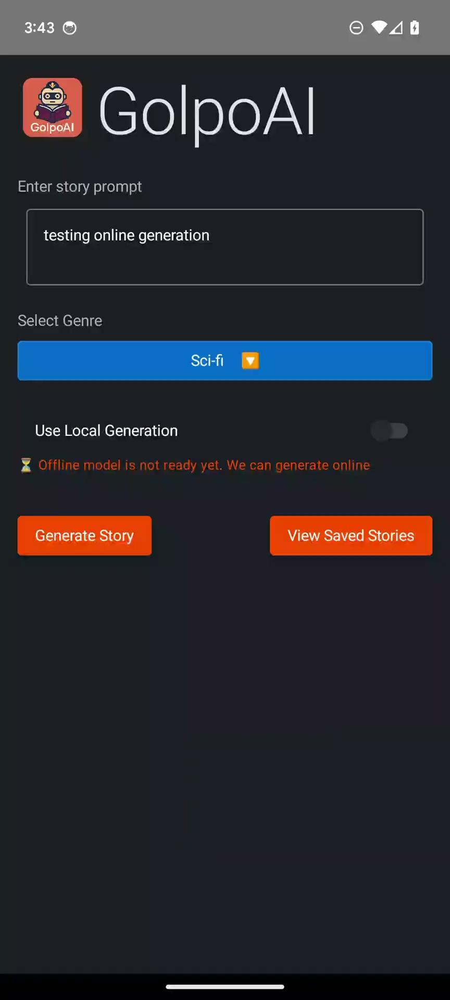 3:43
GolpoAI
GolpoAI
Enter story prompt
testing online generation
Select Genre
Sci-fi
Use Local Generation
Offline model is not ready yet. We can generate online
Generate Story
View Saved Stories